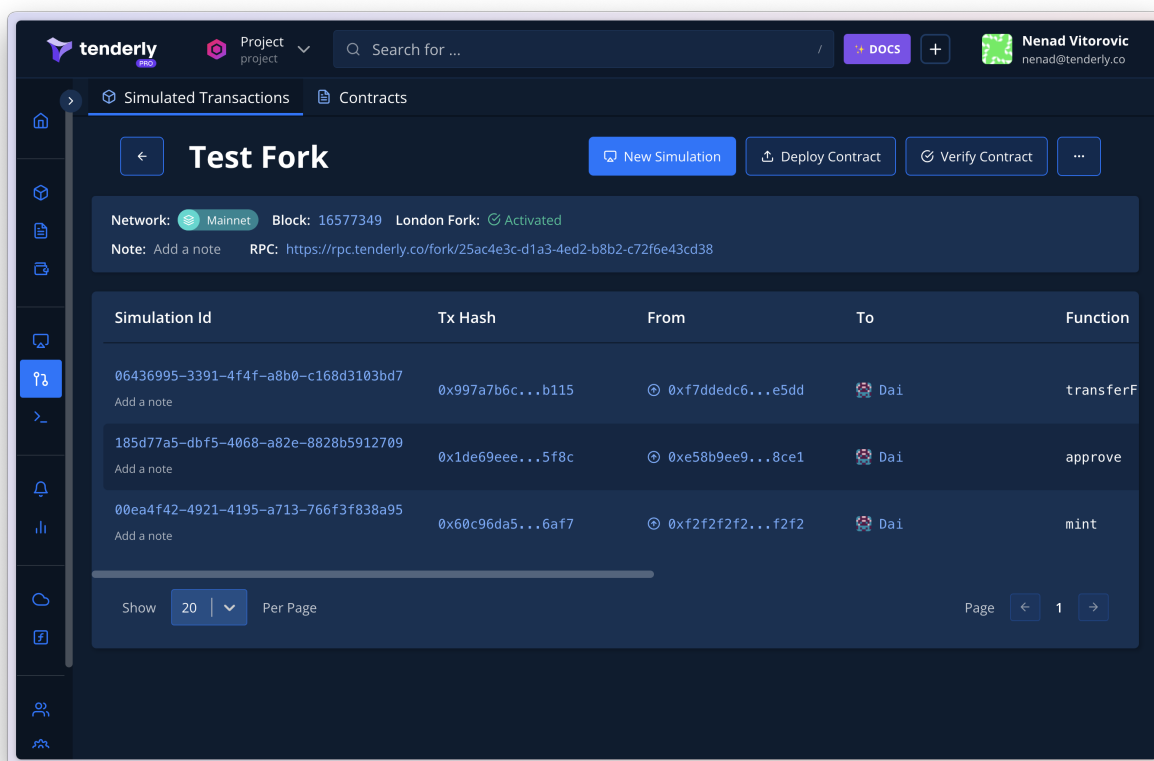 tenderly
PRO
Project
project
Search for ...
/
DOCS
+
Nenad Vitorovic
nenad@tenderly.co
Simulated Transactions
Contracts
Test Fork
New Simulation
Deploy Contract
Verify Contract
...
Network: Mainnet Block: 16577349 London Fork: Activated
Note: Add a note RPC: https://rpc.tenderly.co/fork/25ac4e3c-d1a3-4ed2-b8b2-c72f6e43cd38
Simulation Id Tx Hash From To Function
06436995-3391-4f4f-a8b0-c168d3103bd7
Add a note
0x997a7b6c...b115 0xf7ddedc6...e5dd Dai transferF
185d77a5-dbf5-4068-a82e-8828b5912709
Add a note
0x1de69eee...5f8c 0xe58b9ee9...8ce1 Dai approve
00ea4f42-4921-4195-a713-766f3f838a95
Add a note
0x60c96da5...6af7 0xf2f2f2f2...f2f2 Dai mint
Show 20 Per Page
Page 1